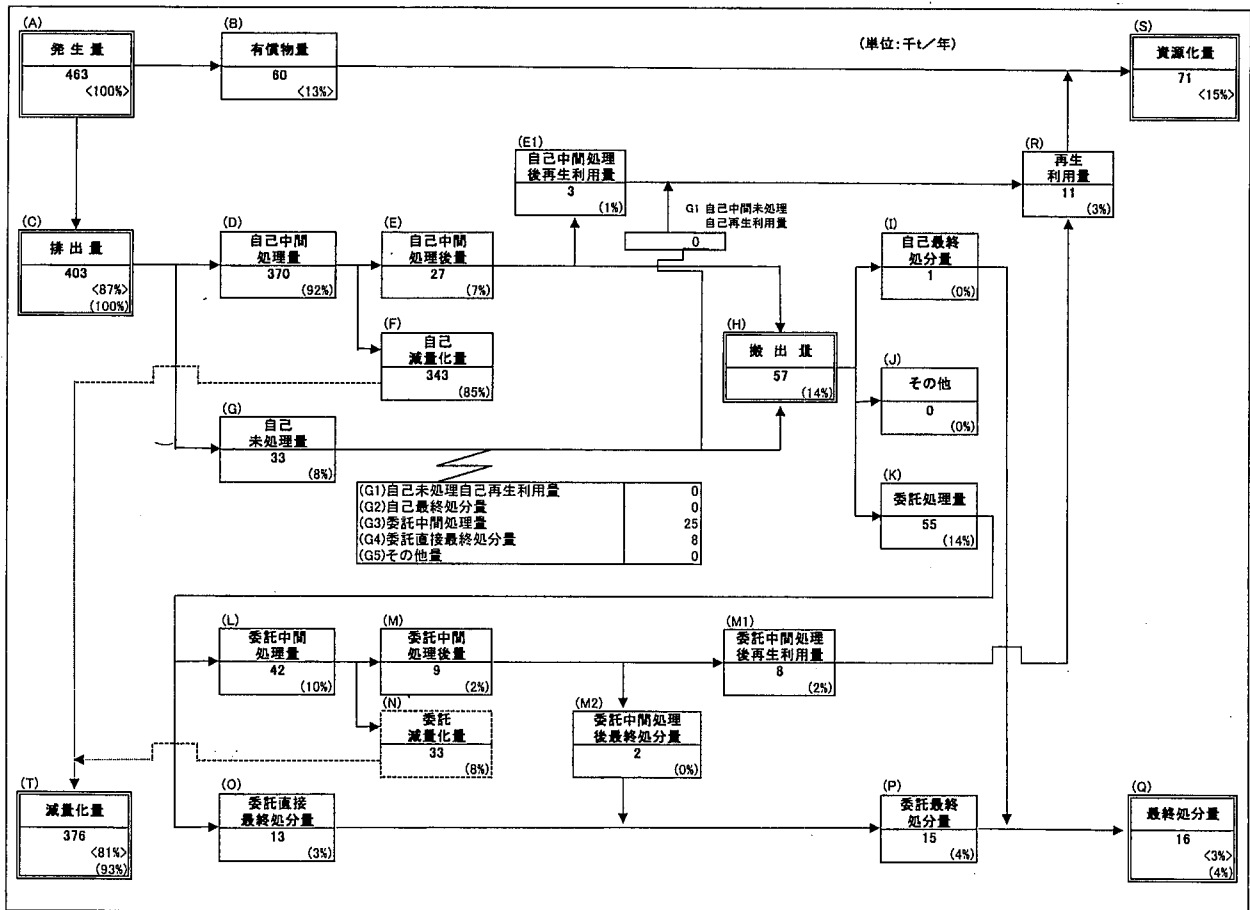 (A)
発生量
463
<100%>
(B)
有償物量
60
<13%>
(単位:千t/年)
(S)
資源化量
71
<15%>
(E1)
自己中間処理
後再生利用量
3
(1%)
G1 自己中間未処理
自己再生利用量
0
(R)
再生
利用量
11
(3%)
(C)
排出量
403
<87%>
(100%)
(D)
自己中間
処理量
370
(92%)
(E)
自己中間
処理後量
27
(7%)
(F)
自己
減量化量
343
(85%)
(G)
自己
未処理量
33
(8%)
(H)
搬出量
57
(14%)
(I)
自己最終
処分量
1
(0%)
(J)
その他
0
(0%)
(K)
委託処理量
55
(14%)
(G1)自己未処理自己再生利用量 0
(G2)自己最終処分量 0
(G3)委託中間処理量 25
(G4)委託直接最終処分量 8
(G5)その他量 0
(L)
委託中間
処理量
42
(10%)
(M)
委託中間
処理後量
9
(2%)
(M1)
委託中間処理
後再生利用量
8
(2%)
(N)
委託
減量化量
33
(8%)
(M2)
委託中間処理
後最終処分量
2
(0%)
(T)
減量化量
376
<81%>
(93%)
(O)
委託直接
最終処分量
13
(3%)
(P)
委託最終
処分量
15
(4%)
(Q)
最終処分量
16
<3%>
(4%)